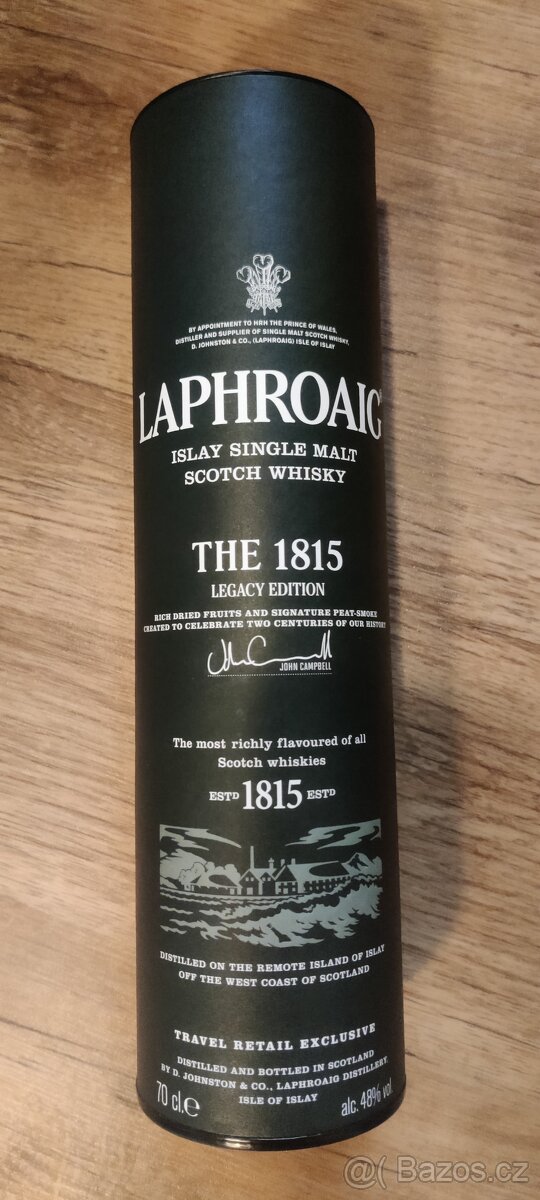 BY APPOINTMENT TO HRH THE PRINCE OF WALES,
DISTILLER AND SUPPLIER OF SINGLE MALT SCOTCH WHISKY,
D. JOHNSTON & CO., (LAPHROAIG) ISLE OF ISLAY
LAPHROAIG®
ISLAY SINGLE MALT
SCOTCH WHISKY
THE 1815
LEGACY EDITION
RICH DRIED FRUITS AND SIGNATURE PEAT-SMOKE
CREATED TO CELEBRATE TWO CENTURIES OF OUR HISTORY
JOHN CAMPBELL
The most richly flavoured of all
Scotch whiskies
ESTD 1815 ESTD
DISTILLED ON THE REMOTE ISLAND OF ISLAY
OFF THE WEST COAST OF SCOTLAND
TRAVEL RETAIL EXCLUSIVE
DISTILLED AND BOTTLED IN SCOTLAND
BY D. JOHNSTON & CO., LAPHROAIG DISTILLERY,
ISLE OF ISLAY
70 cl.e
alc. 48% vol.
Bazoš.cz